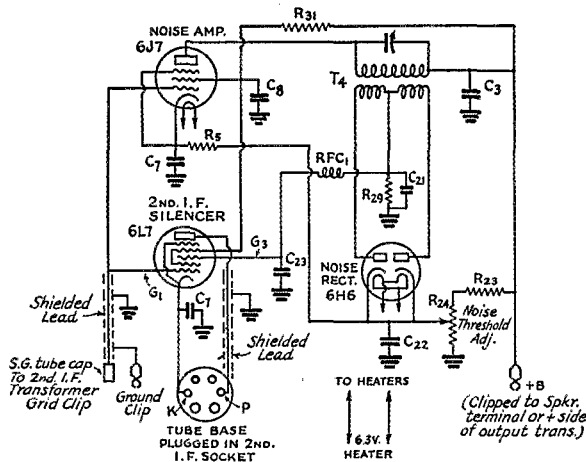 NOISE AMP.
6J7
R31
T4
C8
C3
R5
C7
RFC1
2ND. I.F.
SILENCER
6L7
R29
C21
G3
C23
NOISE
RECT.
6H6
G1
C7
Shielded
Lead
Shielded
Lead
R23
R24
Noise
Threshold
Adj.
C22
S.G. tube cap
To 2nd. I.F.
Transformer
Grid Clip
Ground
Clip
K
P
TUBE BASE
PLUGGED IN 2ND.
I.F. SOCKET
TO HEATERS
6.3V.
HEATER
+B
(Clipped to Spkr.
terminal or + side
of output trans.)